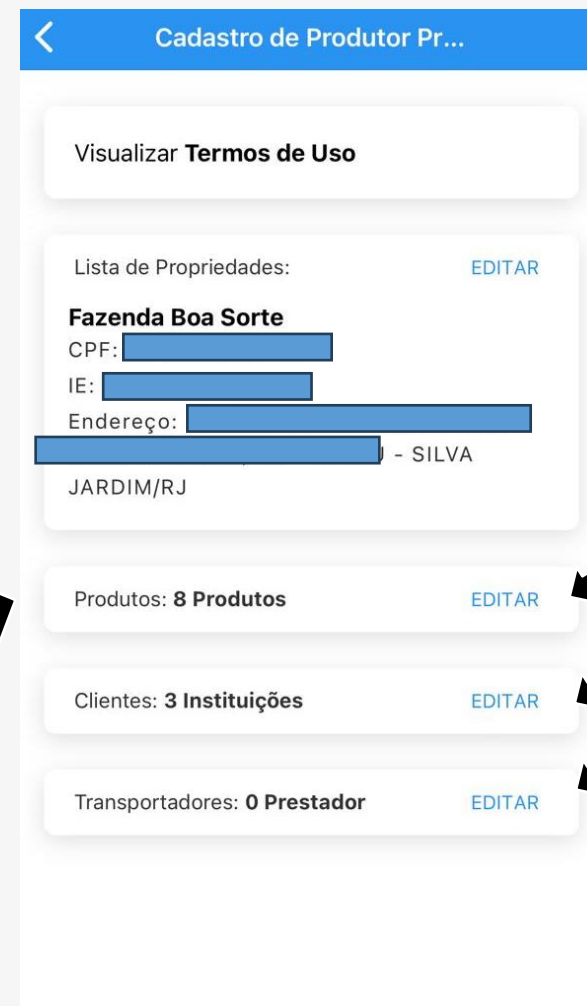 Cadastro de Produtor Pr...
Visualizar Termos de Uso
Lista de Propriedades: EDITAR
Fazenda Boa Sorte
CPF:
IE:
Endereço:
- SILVA
JARDIM/RJ
Produtos: 8 Produtos EDITAR
Clientes: 3 Instituições EDITAR
Transportadores: 0 Prestador EDITAR